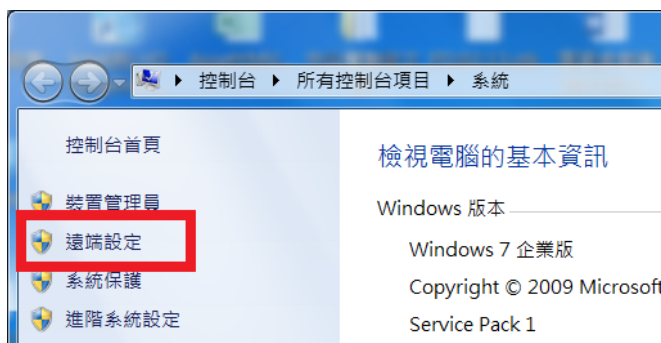 控制台 ▸ 所有控制台項目 ▸ 系統
控制台首頁
裝置管理員
遠端設定
系統保護
進階系統設定
檢視電腦的基本資訊
Windows 版本
Windows 7 企業版
Copyright © 2009 Microsoft
Service Pack 1